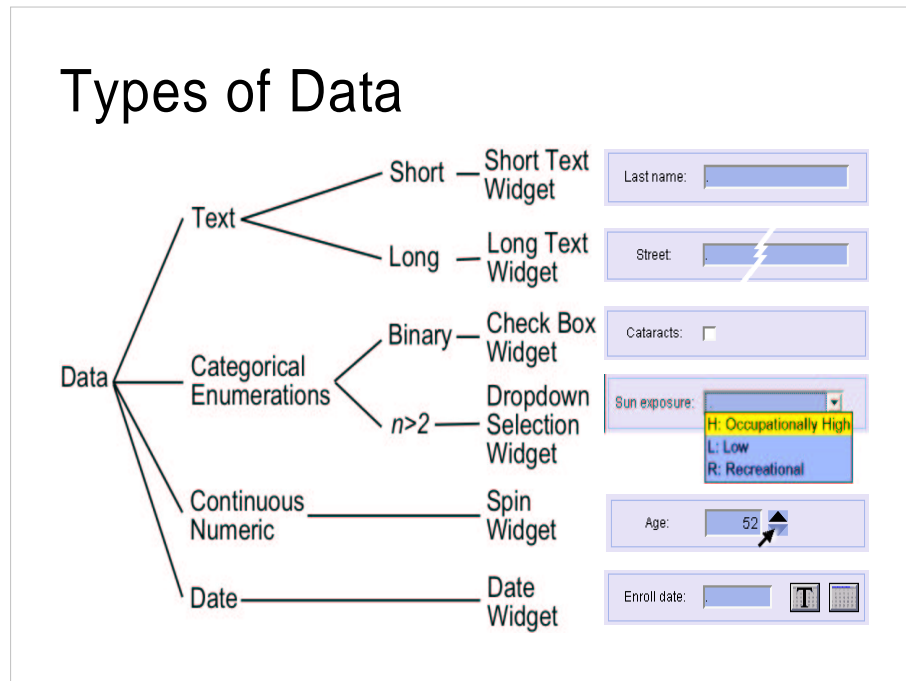 Types of Data
Data
Text
Short
Short Text
Widget
Last name:
Long
Long Text
Widget
Street:
Categorical
Enumerations
Binary
Check Box
Widget
Cataracts:
n>2
Dropdown
Selection
Widget
Sun exposure:
H: Occupationally High
L: Low
R: Recreational
Continuous
Numeric
Spin
Widget
Age:
52
Date
Date
Widget
Enroll date:
T